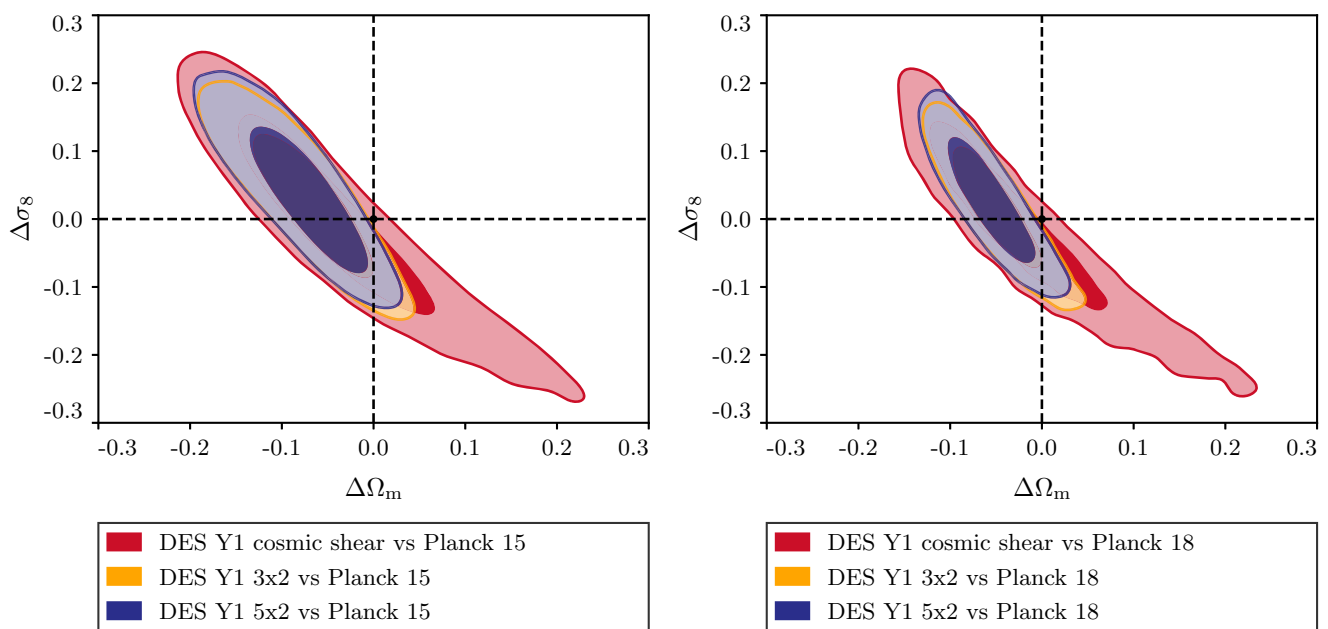 0.3
0.2
0.1
0.0
-0.1
-0.2
-0.3
Δσ₈
-0.3 -0.2 -0.1 0.0 0.1 0.2 0.3
ΔΩₘ
DES Y1 cosmic shear vs Planck 15
DES Y1 3x2 vs Planck 15
DES Y1 5x2 vs Planck 15
0.3
0.2
0.1
0.0
-0.1
-0.2
-0.3
Δσ₈
-0.3 -0.2 -0.1 0.0 0.1 0.2 0.3
ΔΩₘ
DES Y1 cosmic shear vs Planck 18
DES Y1 3x2 vs Planck 18
DES Y1 5x2 vs Planck 18